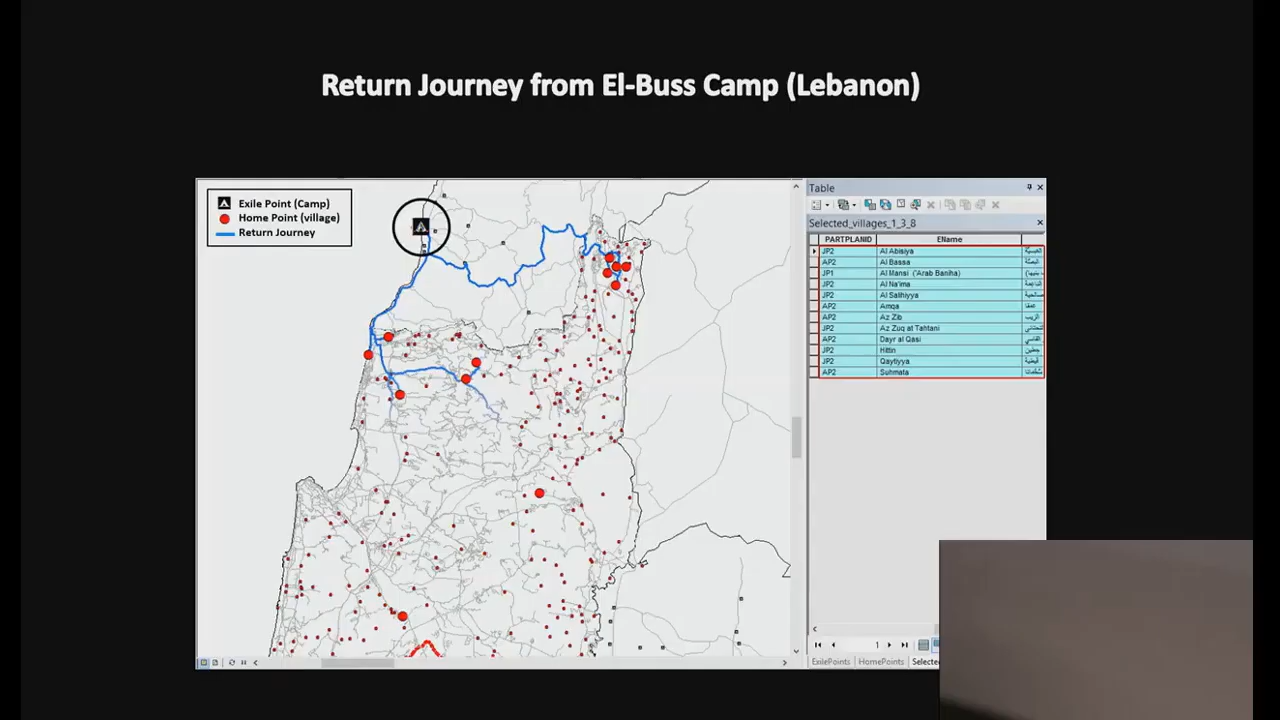 Return Journey from El-Buss Camp (Lebanon)
Exile Point (Camp)
Home Point (village)
Return Journey
Table
Selected_villages_1_3_8
PARTPLANID EName
JP2 Al Abisiya
AP2 Al Bassa
JP1 Al Mansi ('Arab Baniha)
JP2 Al Na'ima
JP2 Al Salihiyya
AP2 Amqa
AP2 Az Zib
JP2 Az Zuq at Tahtani
AP2 Dayr al Qasi
JP2 Hittin
JP2 Qaytiyya
AP2 Suhmata
1
ExilePoints HomePoints Selected